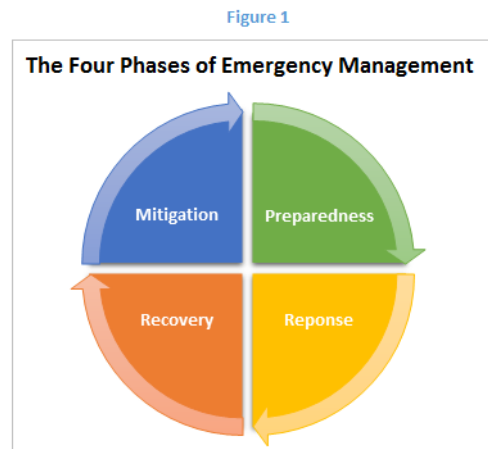 Figure 1
The Four Phases of Emergency Management
Mitigation
Preparedness
Recovery
Reponse